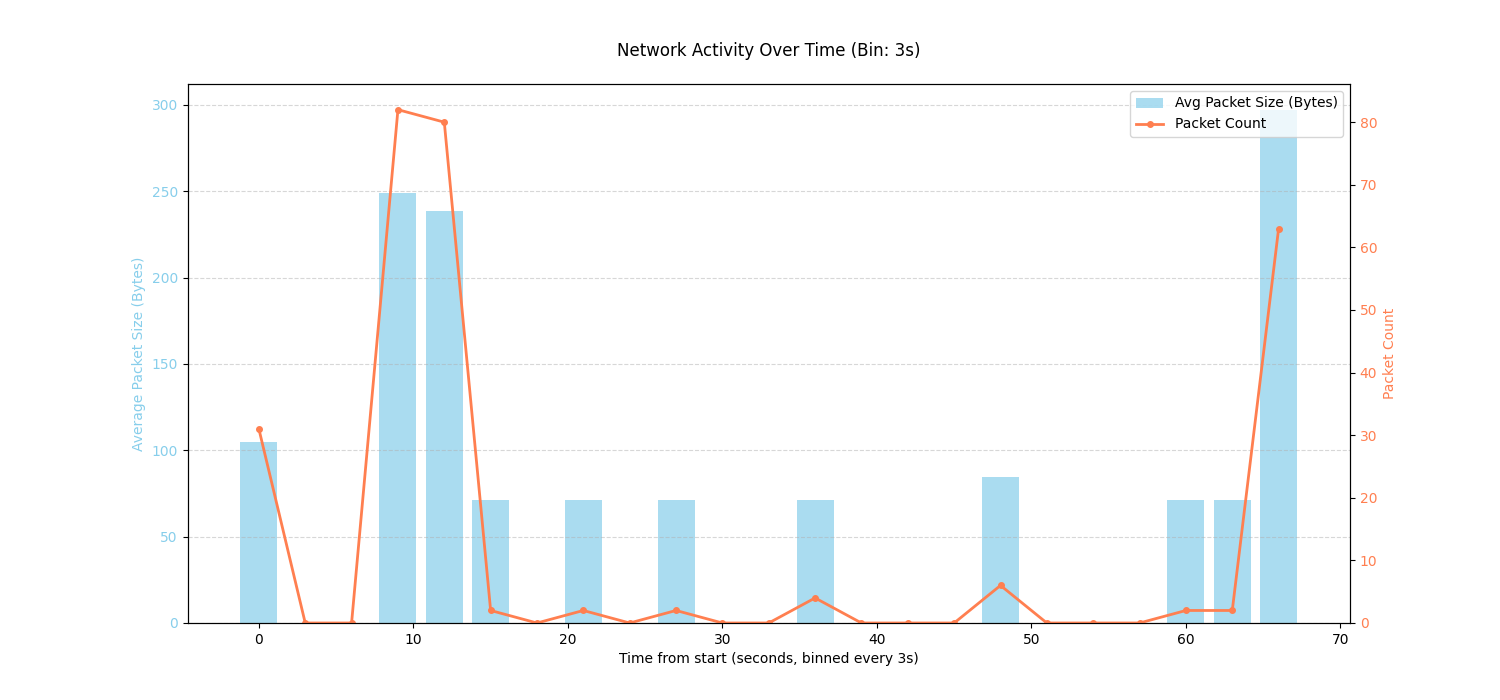 Network Activity Over Time (Bin: 3s)
Avg Packet Size (Bytes)
Packet Count
Average Packet Size (Bytes)
300
250
200
150
100
50
0
Packet Count
80
70
60
50
40
30
20
10
0
0 10 20 30 40 50 60 70
Time from start (seconds, binned every 3s)